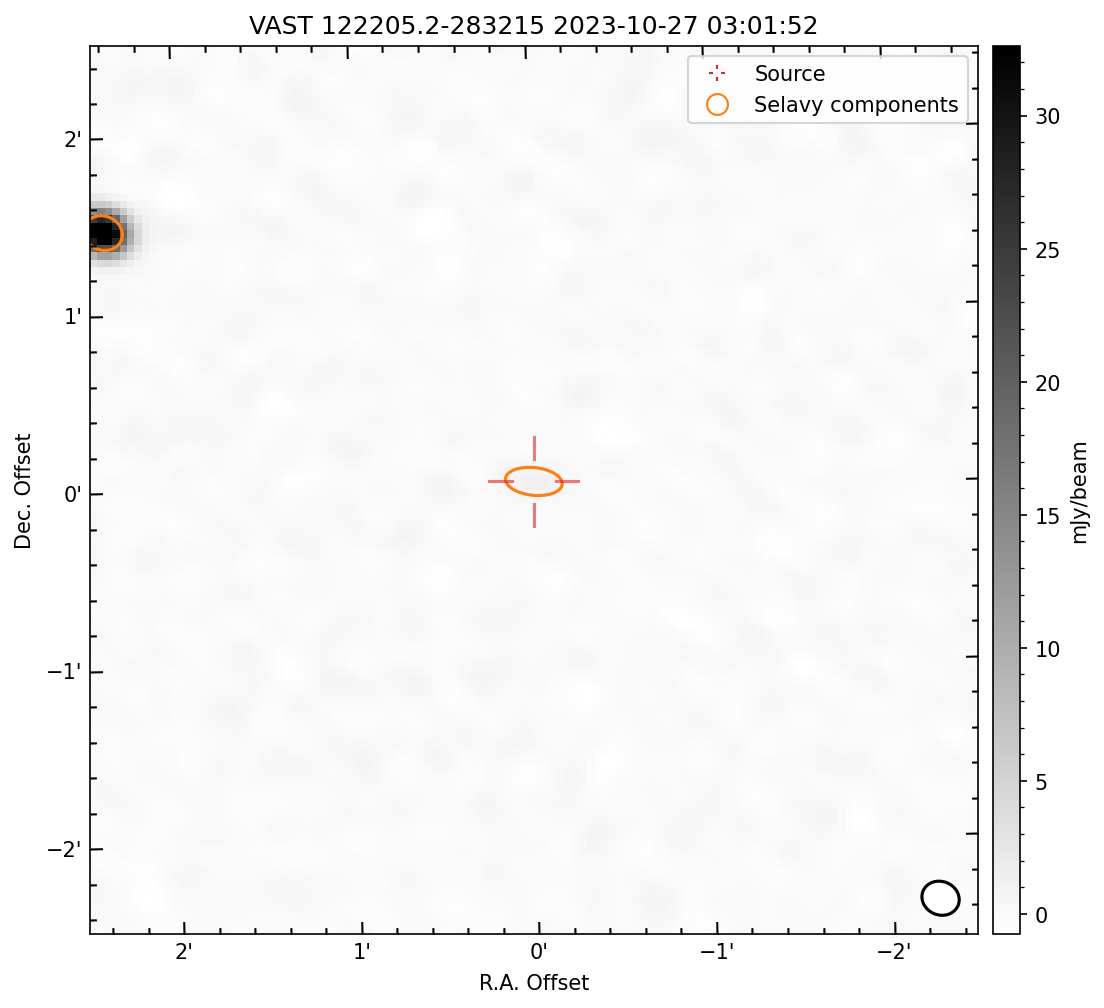 VAST 122205.2-283215 2023-10-27 03:01:52
Source
Selavy components
2'
1'
0'
−1'
−2'
Dec. Offset
2'
1'
0'
−1'
−2'
R.A. Offset
30
25
20
15
10
5
0
mJy/beam